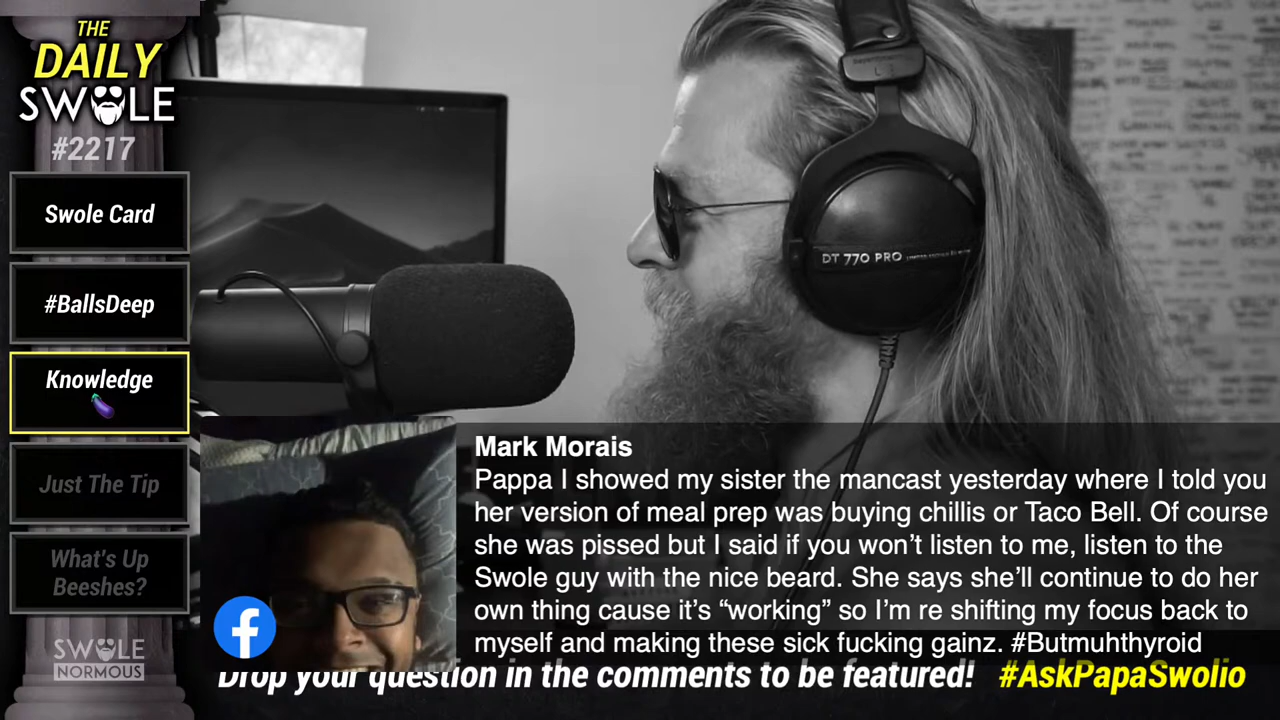 THE
DAILY
SWOLE
#2217
Swole Card
#BallsDeep
Knowledge
Just The Tip
What's Up
Beeshes?
SWOLE
NORMOUS
DT 770 PRO
Mark Morais
Pappa I showed my sister the mancast yesterday where I told you
her version of meal prep was buying chillis or Taco Bell. Of course
she was pissed but I said if you won’t listen to me, listen to the
Swole guy with the nice beard. She says she’ll continue to do her
own thing cause it’s “working” so I’m re shifting my focus back to
myself and making these sick fucking gainz. #Butmuhthyroid
Drop your question in the comments to be featured! #AskPapaSwolio